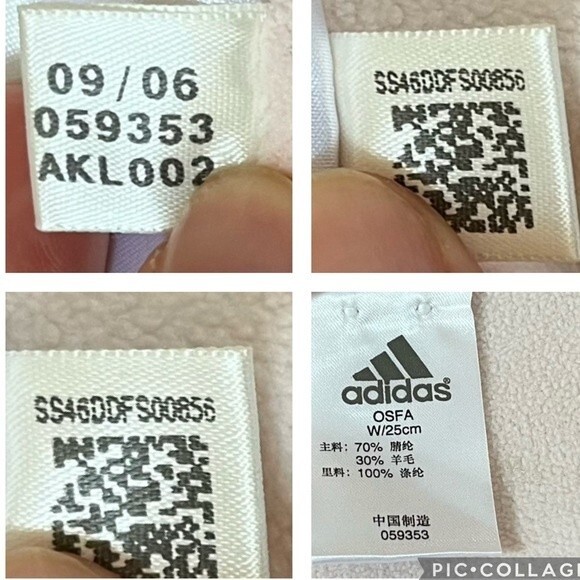 09/06
059353
AKL002
SS46DDFS00856
SS46DDFS00856
adidas®
OSFA
W/25cm
主料: 70% 腈纶
30% 羊毛
里料: 100% 涤纶
中国制造
059353
PIC•COLLAG